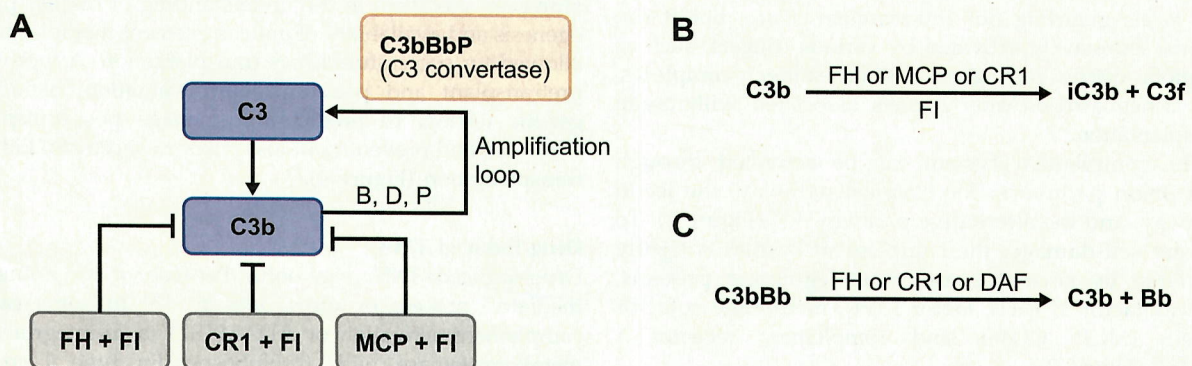 A
C3bBbP
(C3 convertase)
C3
Amplification
loop
B, D, P
C3b
FH + FI
CR1 + FI
MCP + FI
B
C3b
FH or MCP or CR1
FI
iC3b + C3f
C
C3bBb
FH or CR1 or DAF
C3b + Bb